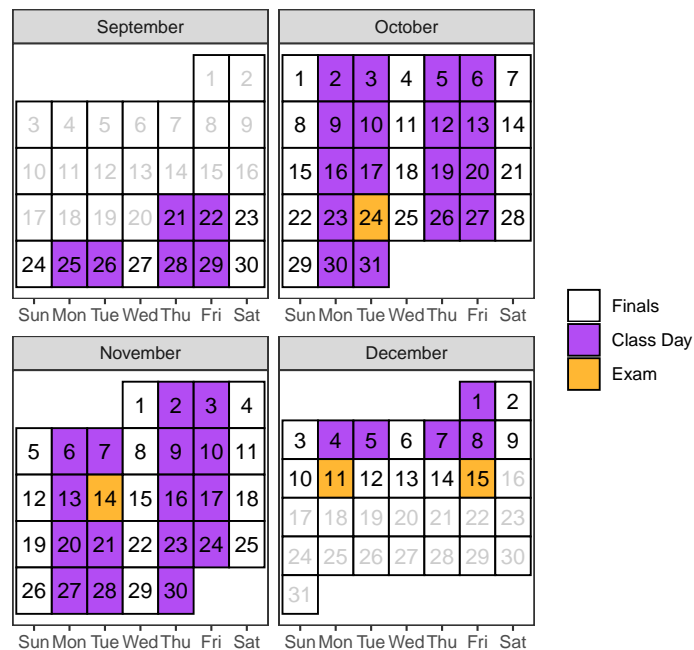 September
1 2
3 4 5 6 7 8 9
10 11 12 13 14 15 16
17 18 19 20 21 22 23
24 25 26 27 28 29 30
Sun Mon Tue Wed Thu Fri Sat
October
1 2 3 4 5 6 7
8 9 10 11 12 13 14
15 16 17 18 19 20 21
22 23 24 25 26 27 28
29 30 31
Sun Mon Tue Wed Thu Fri Sat
November
1 2 3 4
5 6 7 8 9 10 11
12 13 14 15 16 17 18
19 20 21 22 23 24 25
26 27 28 29 30
Sun Mon Tue Wed Thu Fri Sat
December
1 2
3 4 5 6 7 8 9
10 11 12 13 14 15 16
17 18 19 20 21 22 23
24 25 26 27 28 29 30
31
Sun Mon Tue Wed Thu Fri Sat
Finals
Class Day
Exam